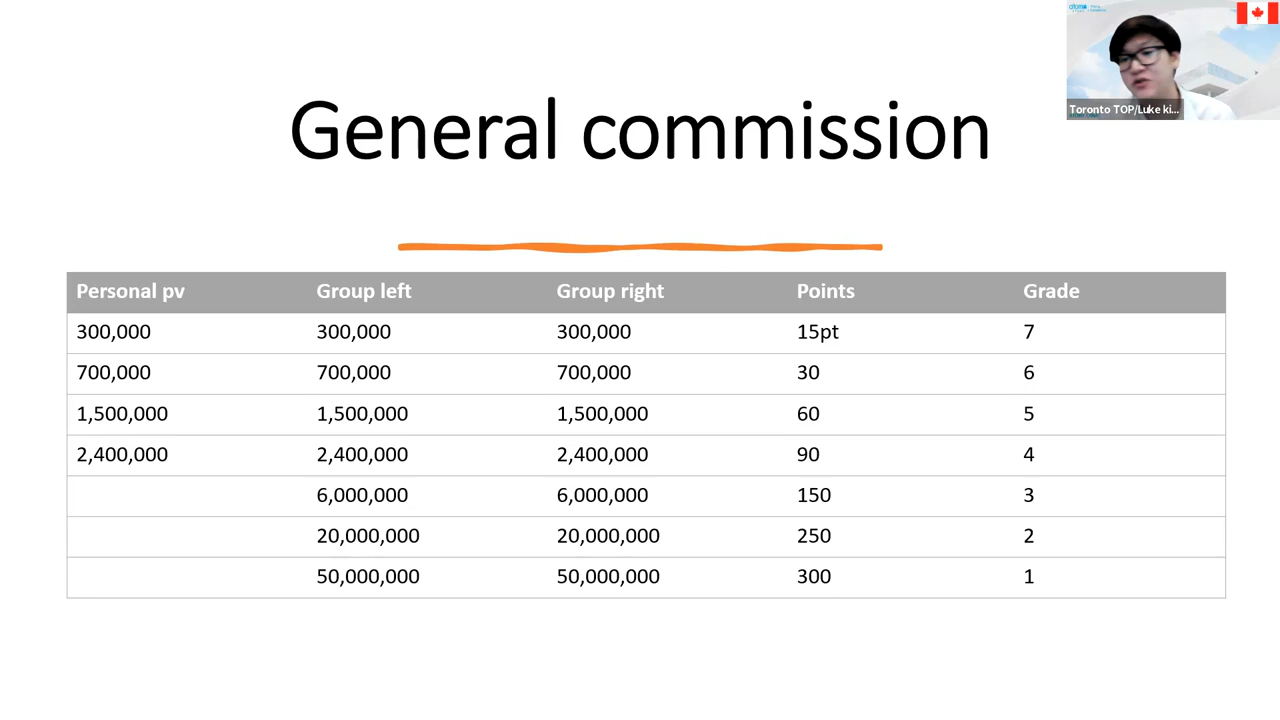 atomy
Toronto TOP/Luke ki...
General commission
Personal pv Group left Group right Points Grade
300,000 300,000 300,000 15pt 7
700,000 700,000 700,000 30 6
1,500,000 1,500,000 1,500,000 60 5
2,400,000 2,400,000 2,400,000 90 4
6,000,000 6,000,000 150 3
20,000,000 20,000,000 250 2
50,000,000 50,000,000 300 1